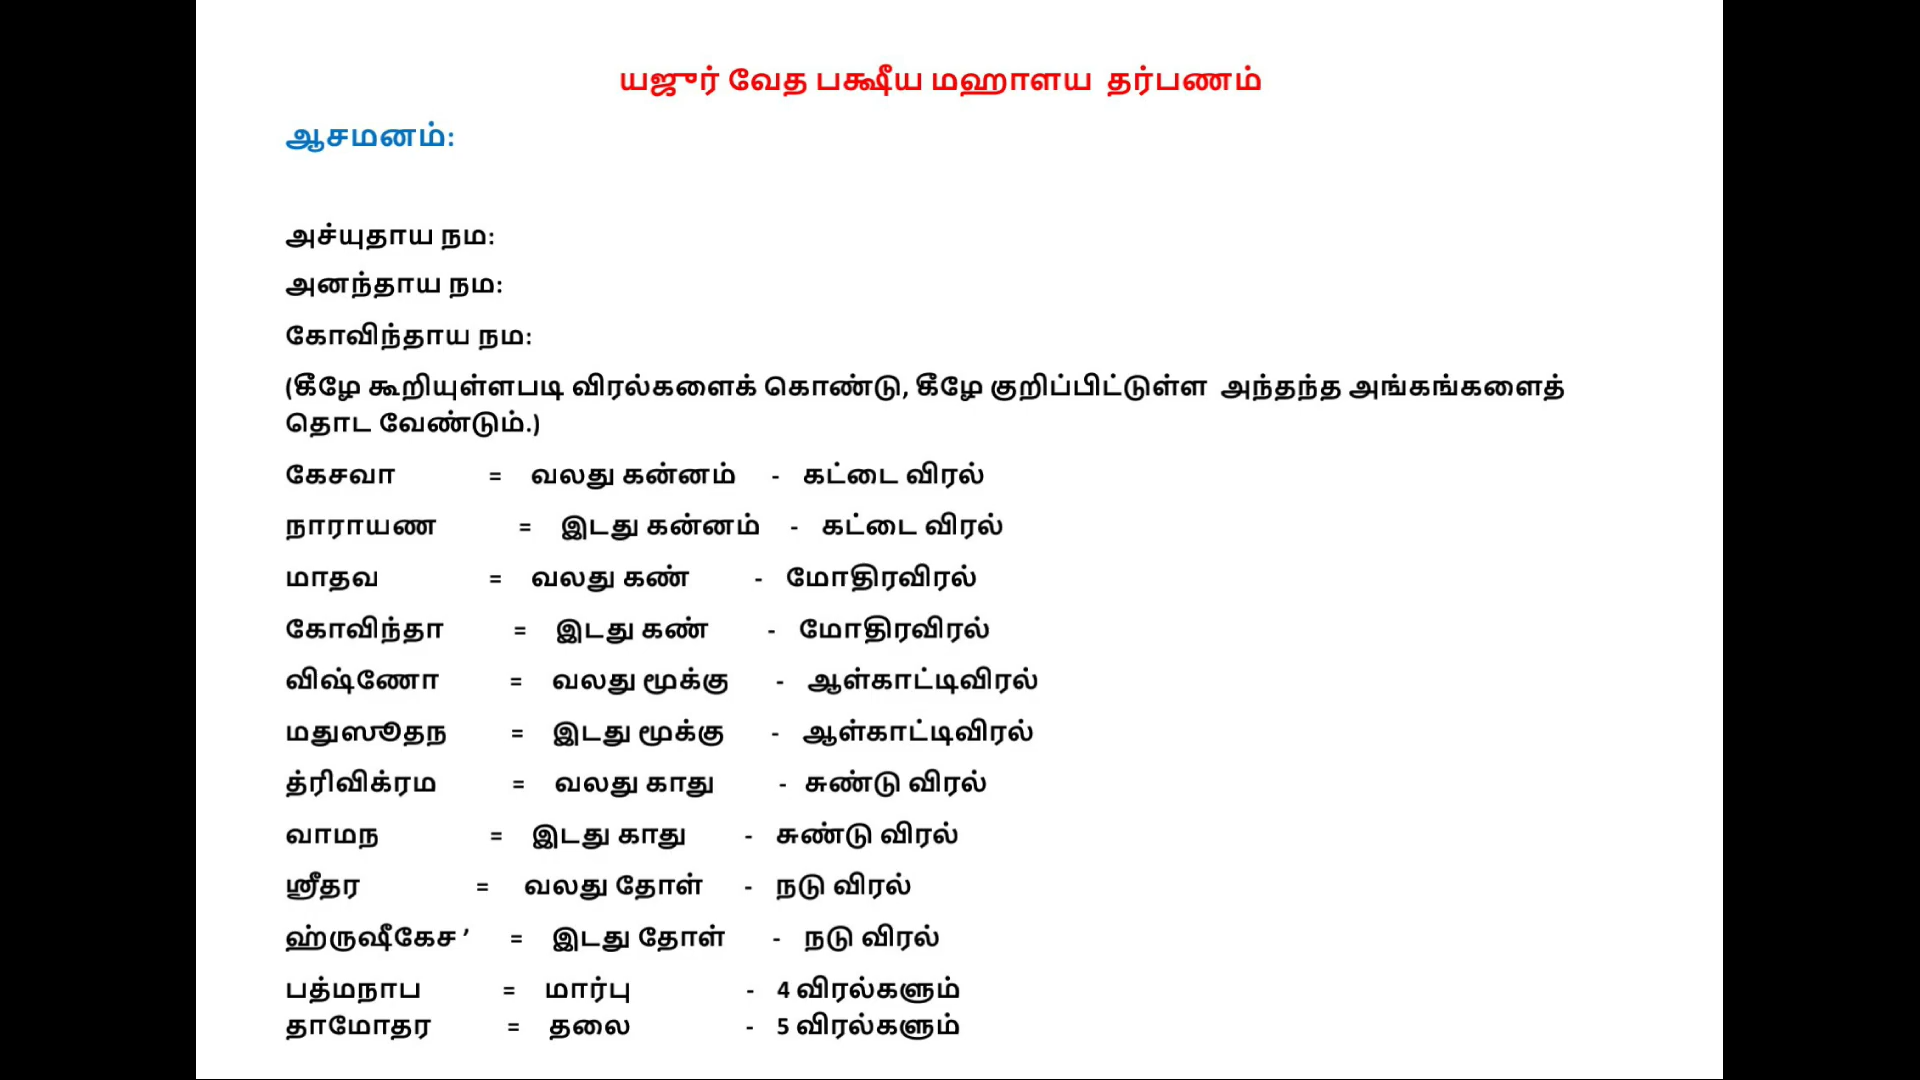 யஜுர் வேத பக்ஷீய மஹாளய தர்பணம்
ஆசமனம்:
அச்யுதாய நம:
அனந்தாய நம:
கோவிந்தாய நம:
(கீழே கூறியுள்ளபடி விரல்களைக் கொண்டு, கீழே குறிப்பிட்டுள்ள அந்தந்த அங்கங்களைத்
தொட வேண்டும்.)
கேசவா = வலது கன்னம் - கட்டை விரல்
நாராயண = இடது கன்னம் - கட்டை விரல்
மாதவ = வலது கண் - மோதிரவிரல்
கோவிந்தா = இடது கண் - மோதிரவிரல்
விஷ்ணோ = வலது மூக்கு - ஆள்காட்டிவிரல்
மதுஸூதந = இடது மூக்கு - ஆள்காட்டிவிரல்
த்ரிவிக்ரம = வலது காது - சுண்டு விரல்
வாமந = இடது காது - சுண்டு விரல்
ஸ்ரீதர = வலது தோள் - நடு விரல்
ஹ்ருஷீகேச ’ = இடது தோள் - நடு விரல்
பத்மநாப = மார்பு - 4 விரல்களும்
தாமோதர = தலை - 5 விரல்களும்